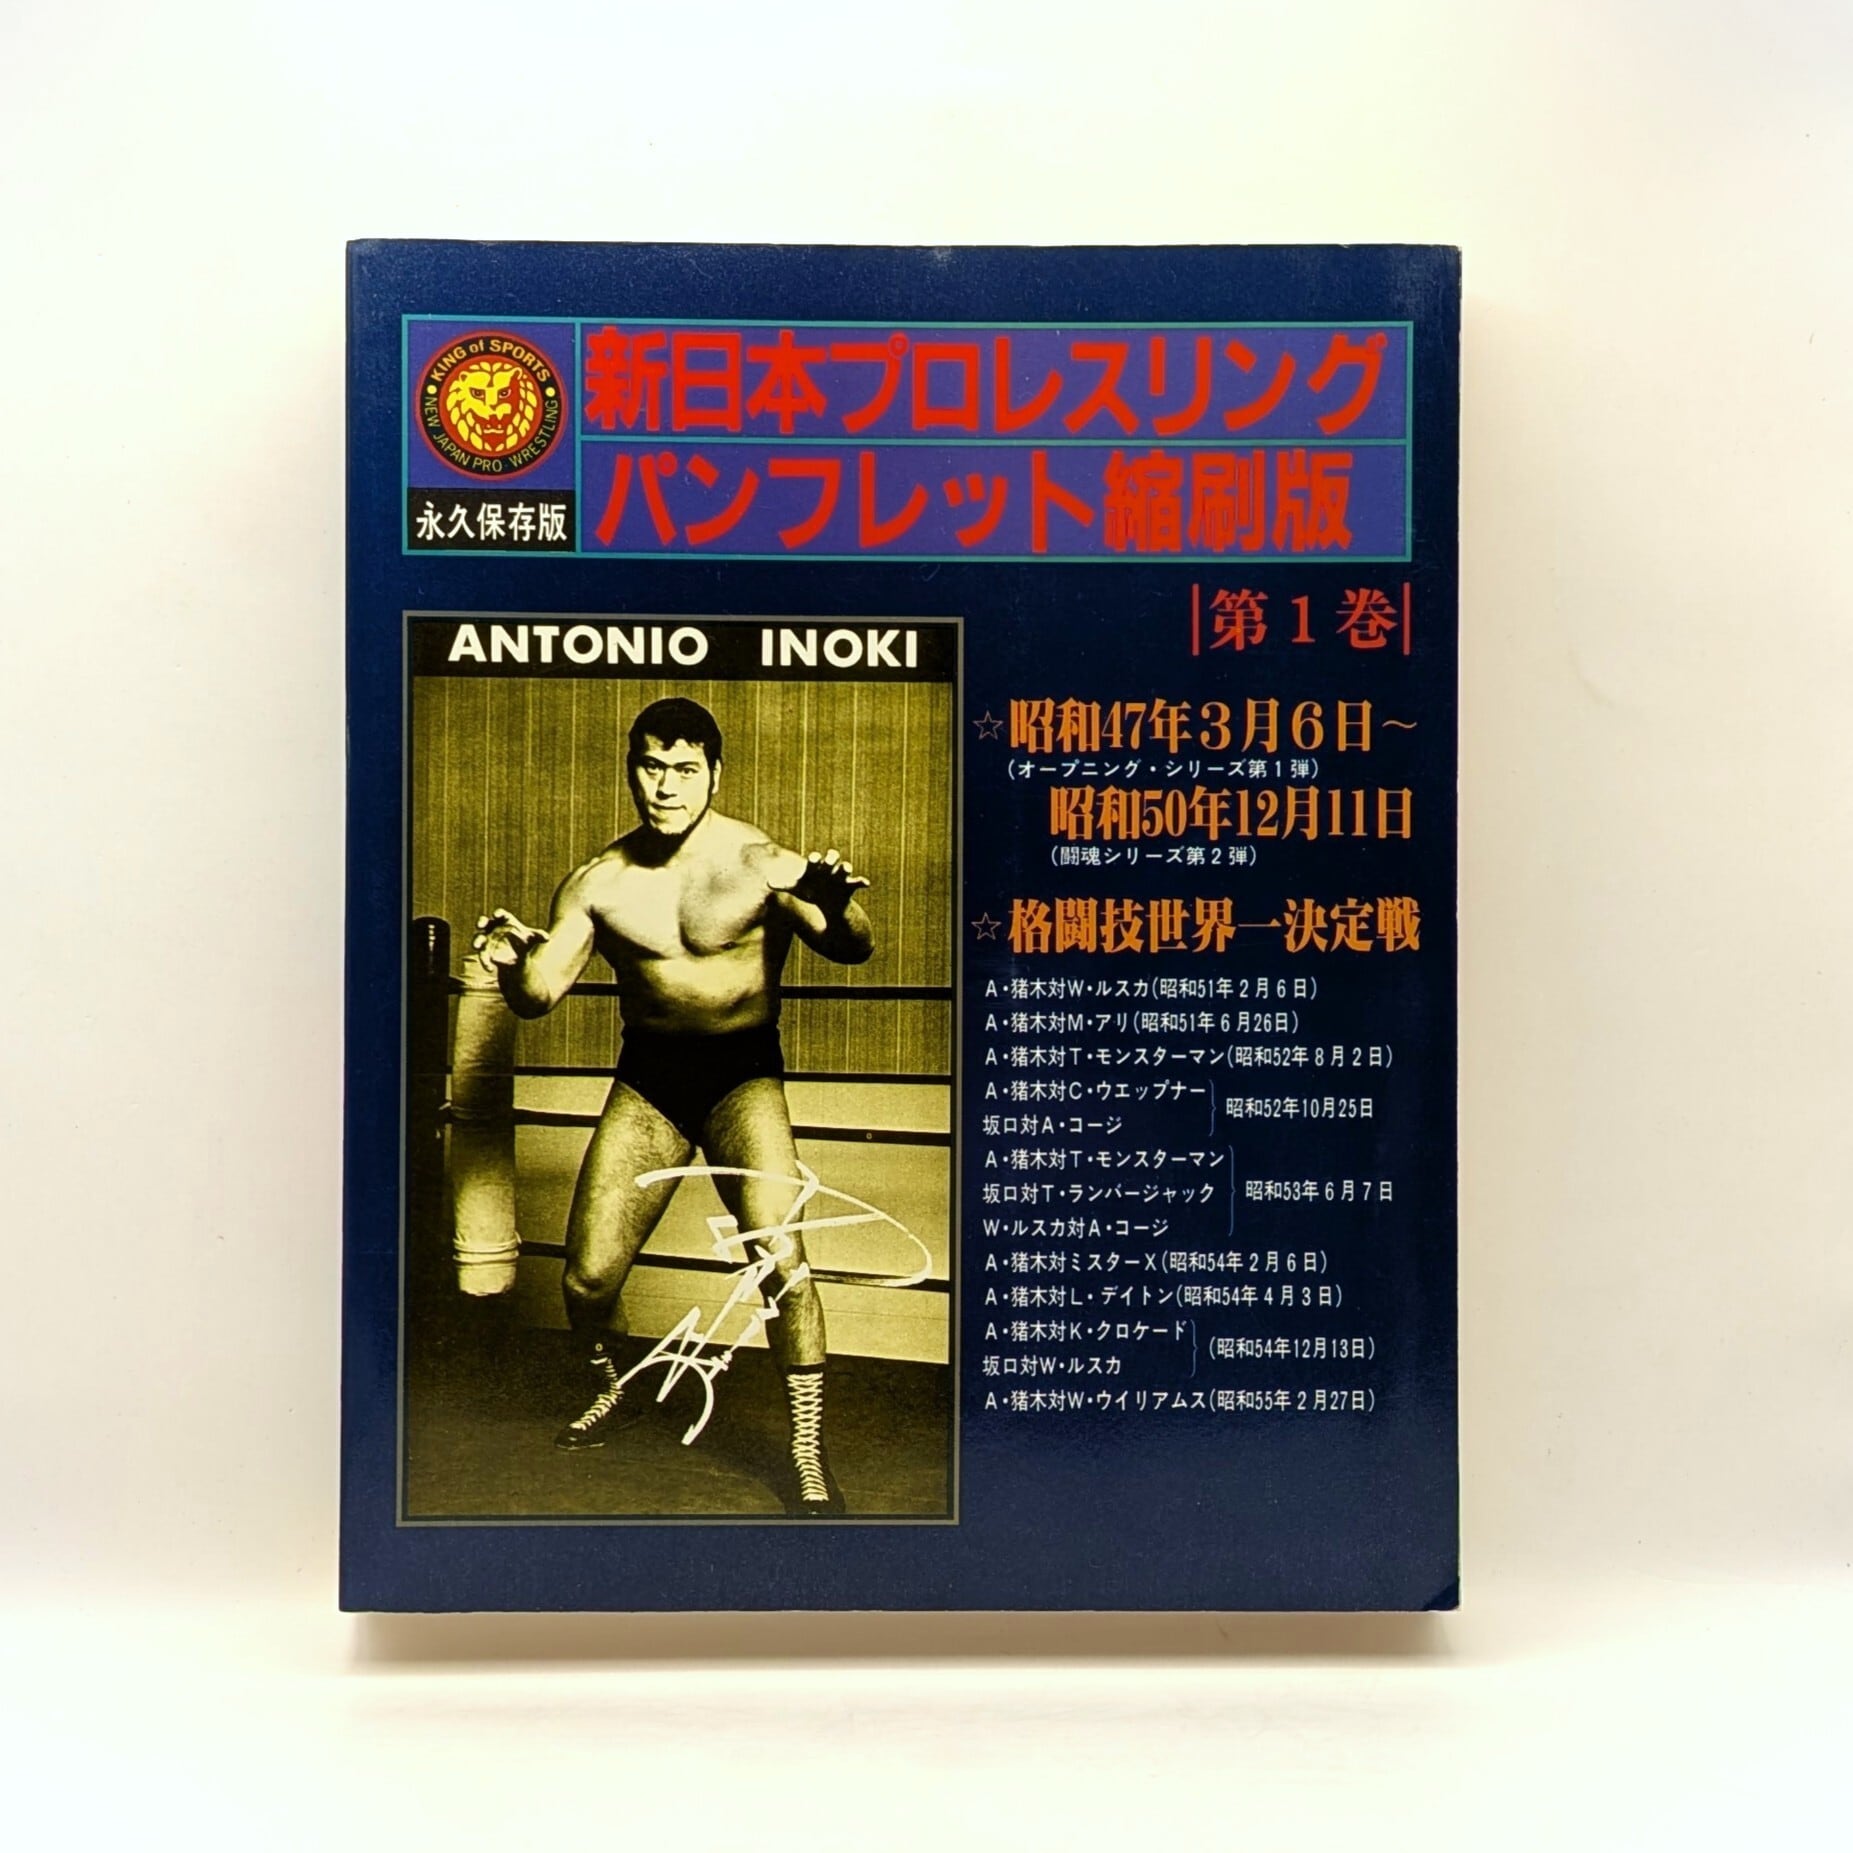 KING of SPORTS
NEW JAPAN PRO-WRESTLING
永久保存版
新日本プロレスリング
パンフレット縮刷版
第1巻
ANTONIO INOKI
☆昭和47年3月6日〜
(オープニング・シリーズ第1弾)
昭和50年12月11日
(闘魂シリーズ第2弾)
☆格闘技世界一決定戦
A・猪木対W・ルスカ(昭和51年2月6日)
A・猪木対M・アリ(昭和51年6月26日)
A・猪木対T・モンスターマン(昭和52年8月2日)
A・猪木対C・ウエップナー
坂口対A・コージ
昭和52年10月25日
A・猪木対T・モンスターマン
坂口対T・ランバージャック
W・ルスカ対A・コージ
昭和53年6月7日
A・猪木対ミスターX(昭和54年2月6日)
A・猪木対L・デイトン(昭和54年4月3日)
A・猪木対K・クロケード
坂口対W・ルスカ
(昭和54年12月13日)
A・猪木対W・ウイリアムス(昭和55年2月27日)